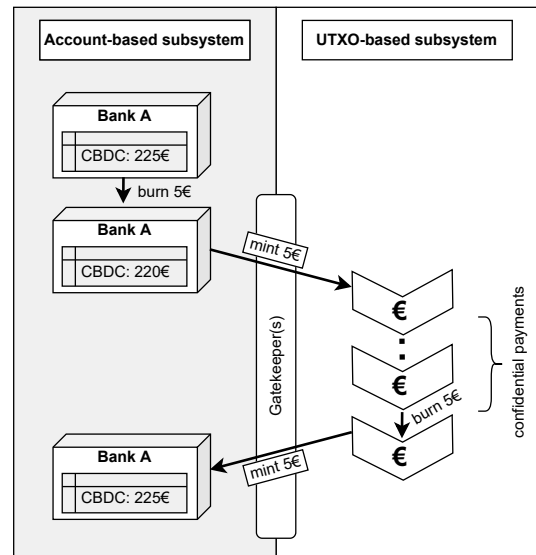 Account-based subsystem
UTXO-based subsystem
Bank A
CBDC: 225€
burn 5€
Bank A
CBDC: 220€
mint 5€
Gatekeeper(s)
€
€
confidential payments
burn 5€
€
mint 5€
Bank A
CBDC: 225€